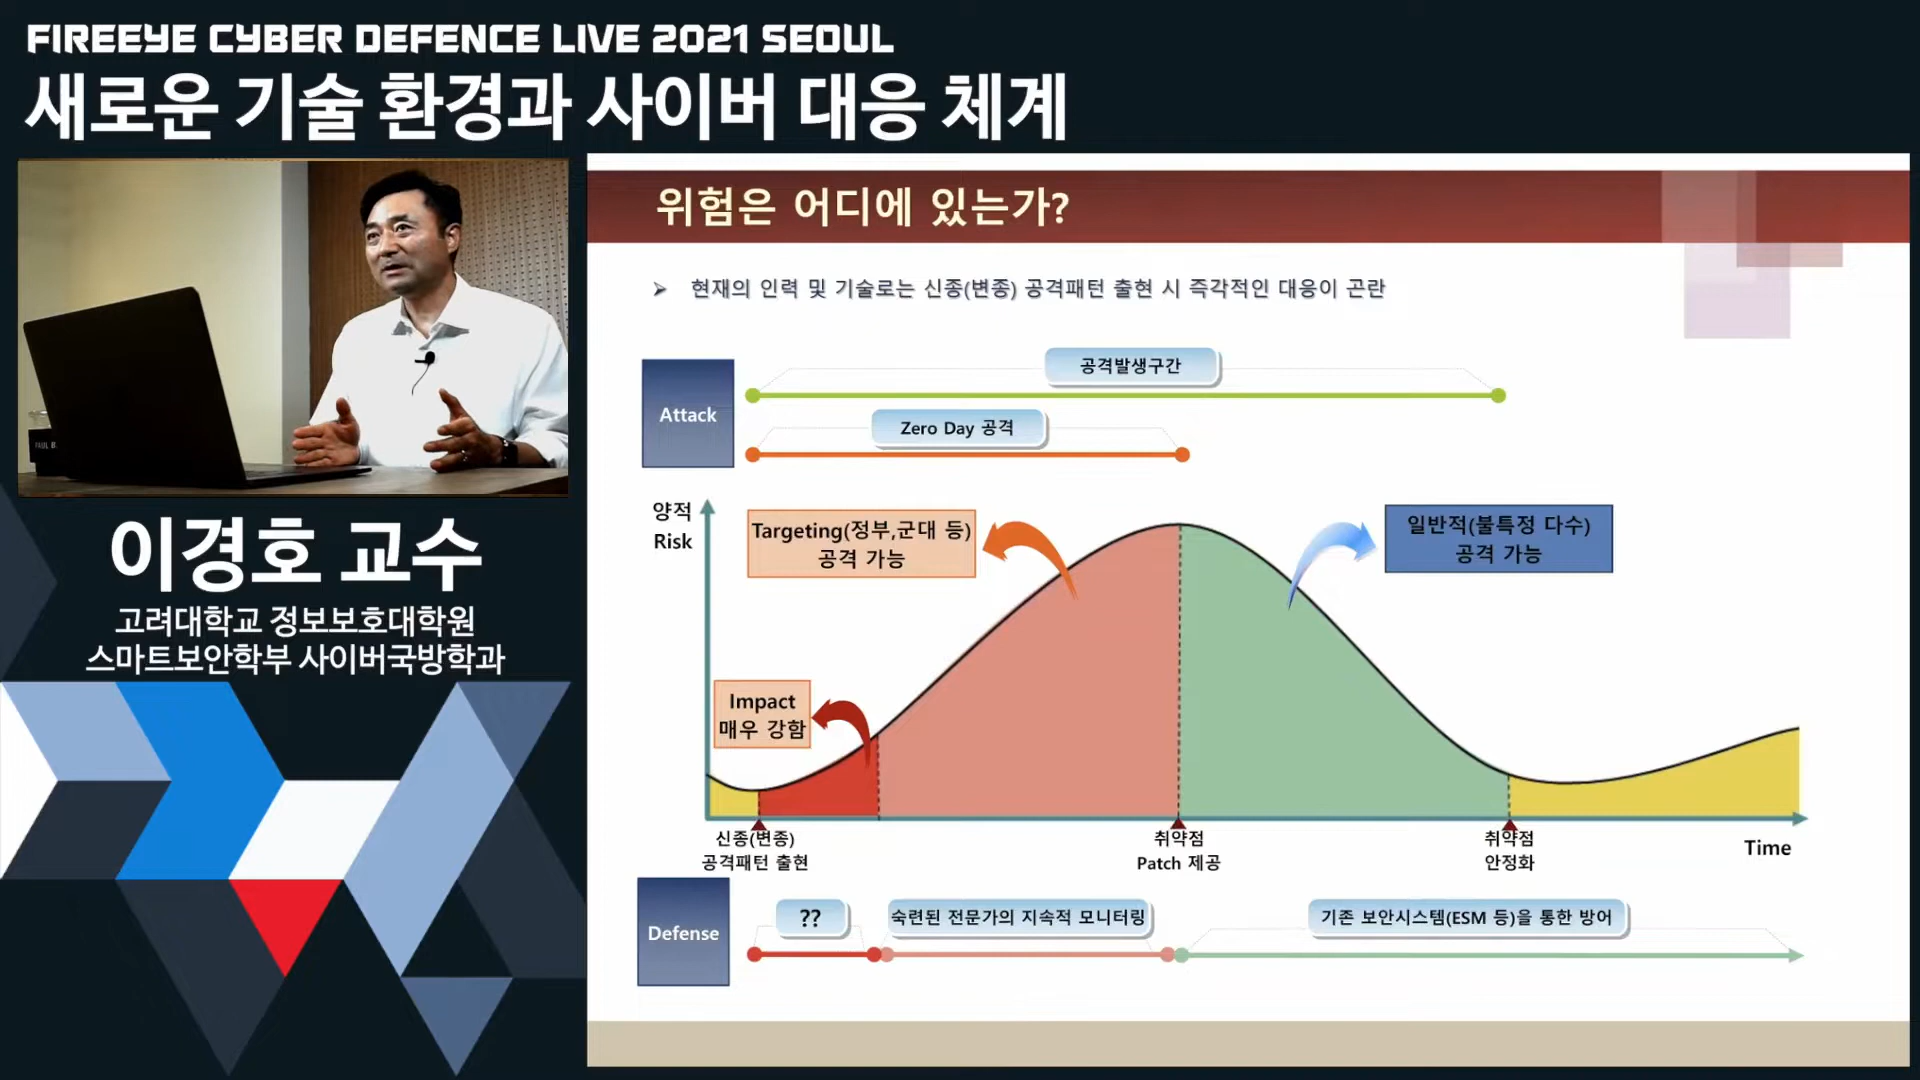 FIREEYE CYBER DEFENCE LIVE 2021 SEOUL
새로운 기술 환경과 사이버 대응 체계
이경호 교수
고려대학교 정보보호대학원
스마트보안학부 사이버국방학과
위험은 어디에 있는가?
➢ 현재의 인력 및 기술로는 신종(변종) 공격패턴 출현 시 즉각적인 대응이 곤란
Attack
공격발생구간
Zero Day 공격
양적
Risk
Targeting(정부,군대 등)
공격 가능
일반적(불특정 다수)
공격 가능
Impact
매우 강함
신종(변종)
공격패턴 출현
취약점
Patch 제공
취약점
안정화
Time
Defense
??
숙련된 전문가의 지속적 모니터링
기존 보안시스템(ESM 등)을 통한 방어